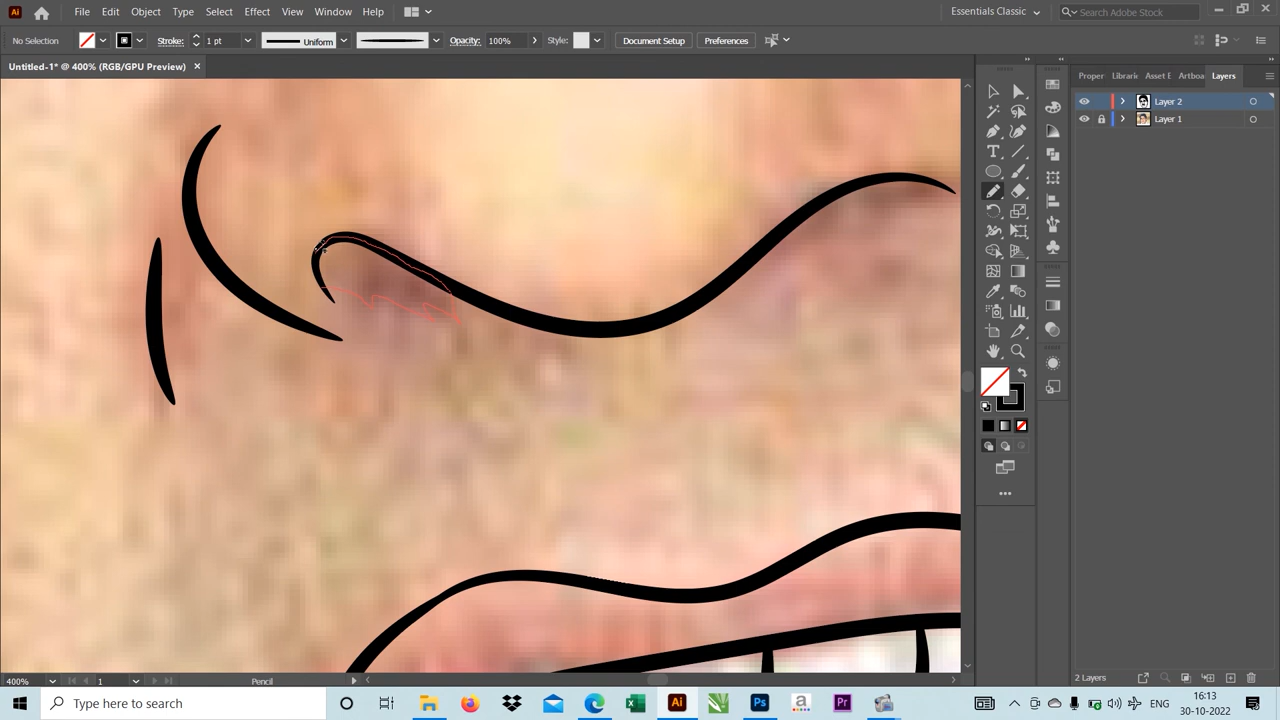 File Edit Object Type Select Effect View Window Help
Essentials Classic
Search Adobe Stock
No Selection Stroke: 1 pt Uniform Opacity: 100% Style: Document Setup Preferences
Untitled-1* @ 400% (RGB/GPU Preview) ×
Proper Librari Asset E Artboa Layers
Layer 2
Layer 1
400% 1 Pencil
2 Layers
Type here to search
ENG
16:13
30-10-2022